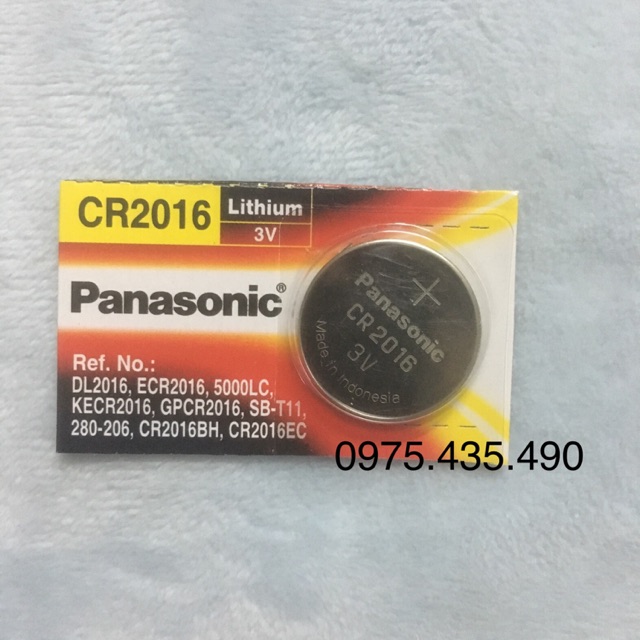 CR2016
Lithium
3V
Panasonic®
Ref. No.:
DL2016, ECR2016, 5000LC,
KECR2016, GPCR2016, SB-T11,
280-206, CR2016BH, CR2016EC
+
Panasonic
CR2016
3V
Made in Indonesia
0975.435.490